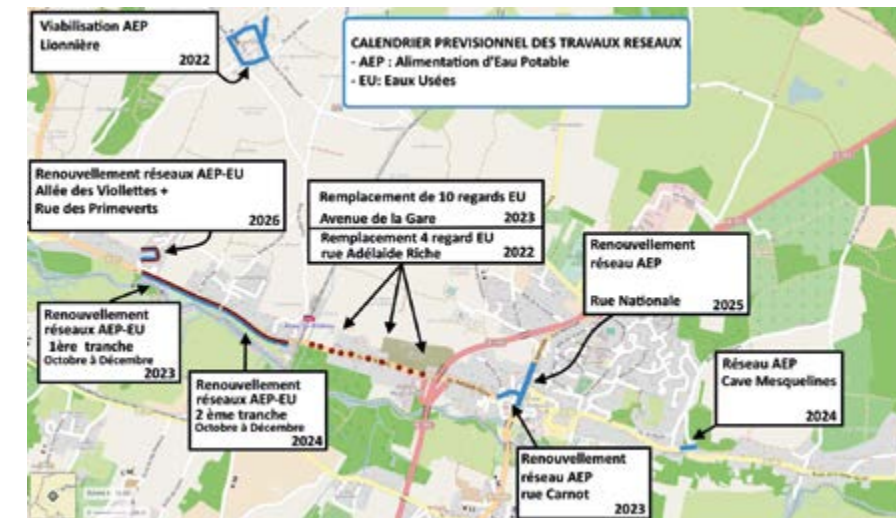 Viabilisation AEP
Lionnière
2022
CALENDRIER PREVISIONNEL DES TRAVAUX RESEAUX
- AEP : Alimentation d'Eau Potable
- EU: Eaux Usées
Renouvellement réseaux AEP-EU
Allée des Viollettes +
Rue des Primeverts
2026
Remplacement de 10 regards EU
Avenue de la Gare 2023
Remplacement 4 regard EU
rue Adélaide Riche 2022
Renouvellement
réseau AEP
Rue Nationale 2025
Renouvellement
réseaux AEP-EU
1ère tranche
Octobre à Décembre
2023
Renouvellement
réseaux AEP-EU
2 ème tranche
Octobre à Décembre
2024
Réseau AEP
Cave Mesquelines
2024
Renouvellement
réseau AEP
rue Carnot
2023